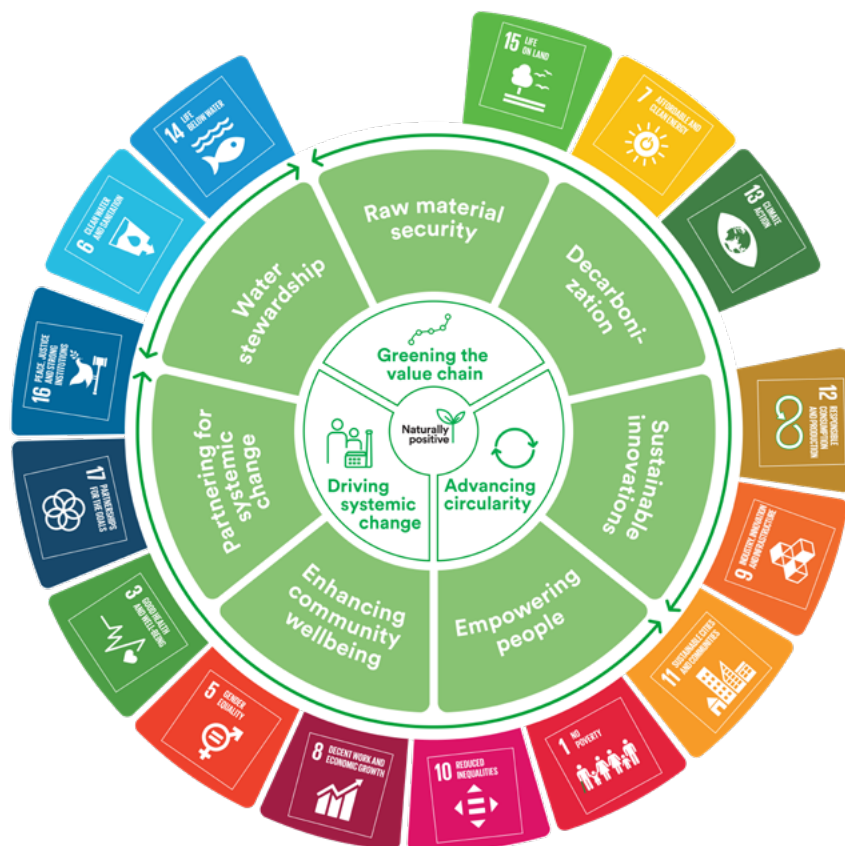 15 LIFE
ON LAND
7 AFFORDABLE AND
CLEAN ENERGY
13 CLIMATE
ACTION
12 RESPONSIBLE
CONSUMPTION
AND PRODUCTION
9 INDUSTRY, INNOVATION
AND INFRASTRUCTURE
11 SUSTAINABLE CITIES
AND COMMUNITIES
1 NO
POVERTY
10 REDUCED
INEQUALITIES
8 DECENT WORK AND
ECONOMIC GROWTH
5 GENDER
EQUALITY
3 GOOD HEALTH
AND WELL-BEING
17 PARTNERSHIPS
FOR THE GOALS
16 PEACE, JUSTICE
AND STRONG
INSTITUTIONS
6 CLEAN WATER
AND SANITATION
14 LIFE
BELOW WATER
Raw material
security
Decarboni-
zation
Sustainable
innovations
Empowering
people
Enhancing
community
wellbeing
Partnering for
systemic
change
Water
stewardship
Greening the
value chain
Advancing
circularity
Driving
systemic
change
Naturally
positive